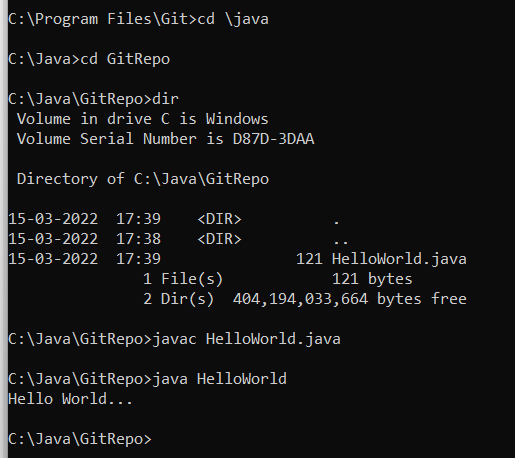 C:\Program Files\Git>cd \java
C:\Java>cd GitRepo
C:\Java\GitRepo>dir
 Volume in drive C is Windows
 Volume Serial Number is D87D-3DAA
 Directory of C:\Java\GitRepo
15-03-2022  17:39    <DIR>          .
15-03-2022  17:38    <DIR>          ..
15-03-2022  17:39               121 HelloWorld.java
               1 File(s)            121 bytes
               2 Dir(s)  404,194,033,664 bytes free
C:\Java\GitRepo>javac HelloWorld.java
C:\Java\GitRepo>java HelloWorld
Hello World...
C:\Java\GitRepo>